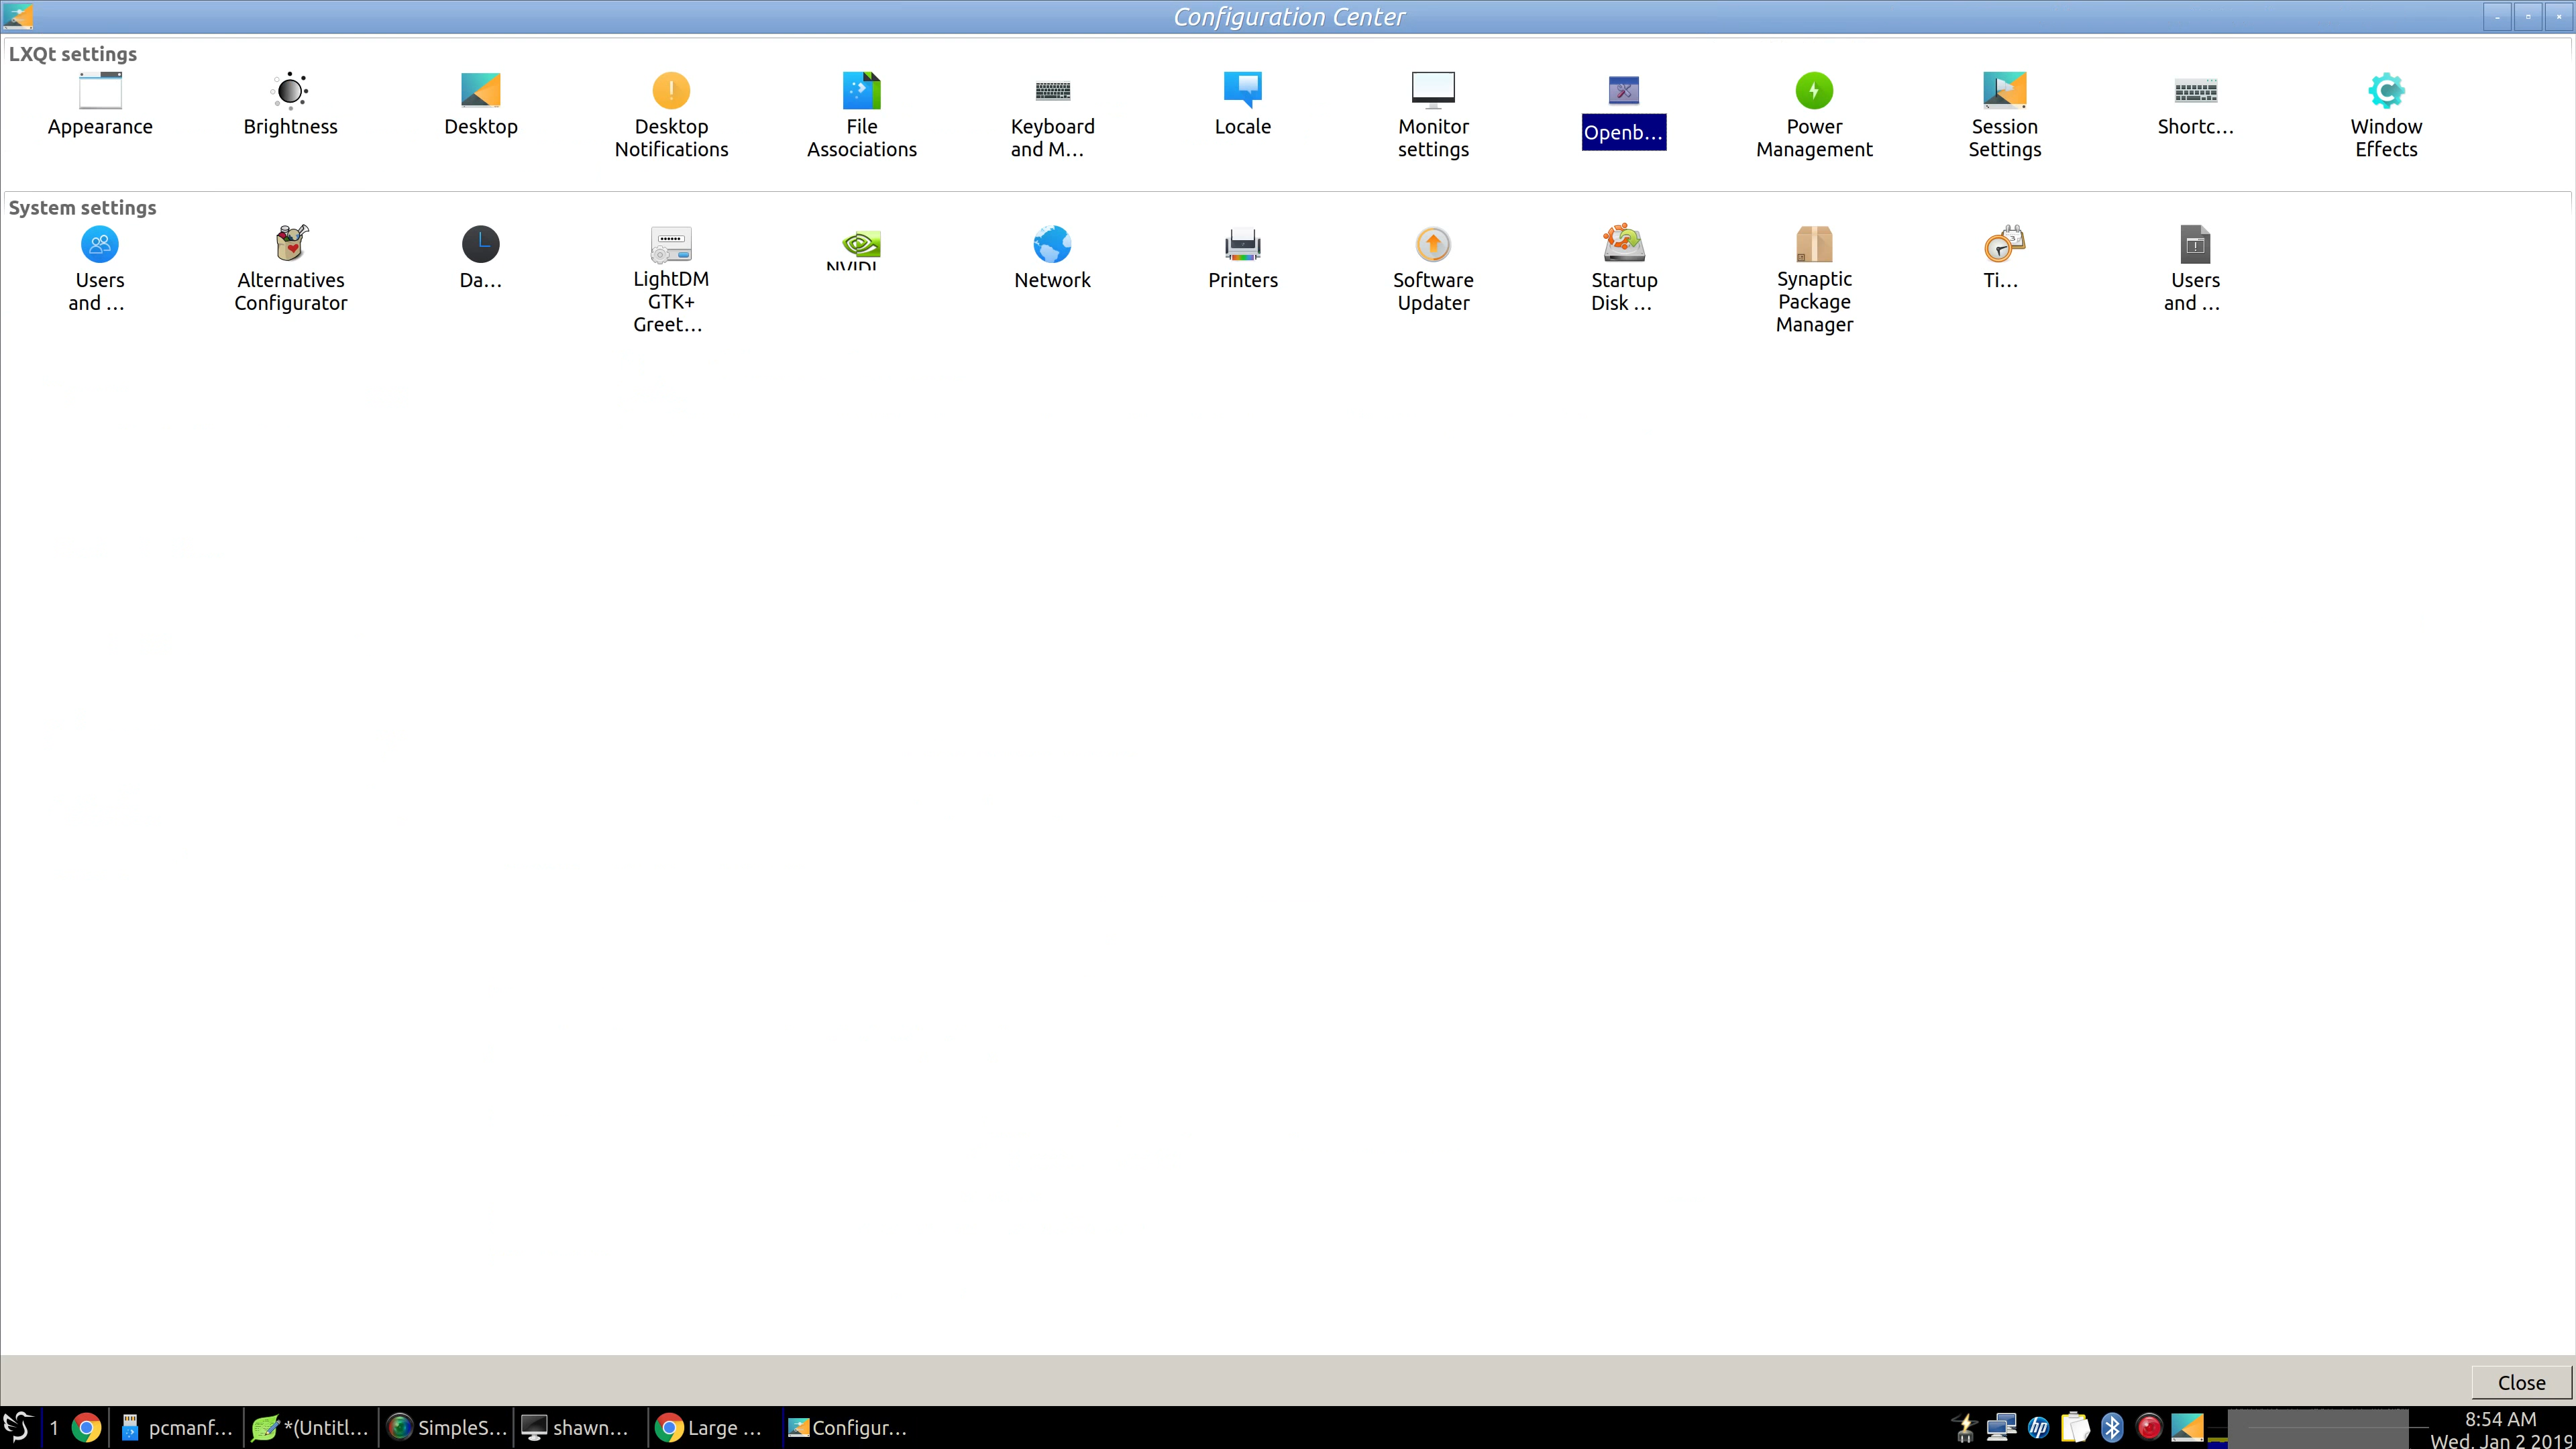 Configuration Center
LXQt settings
Appearance
Brightness
Desktop
Desktop
Notifications
File
Associations
Keyboard
and M...
Locale
Monitor
settings
Openb...
Power
Management
Session
Settings
Shortc...
Window
Effects
System settings
Users
and ...
Alternatives
Configurator
Da...
LightDM
GTK+
Greet...
NVIDI
Network
Printers
Software
Updater
Startup
Disk ...
Synaptic
Package
Manager
Ti...
Users
and ...
Close
1
pcmanf...
*(Untitl...
SimpleS...
shawn...
Large ...
Configur...
hp
8:54 AM
Wed, Jan 2 2019